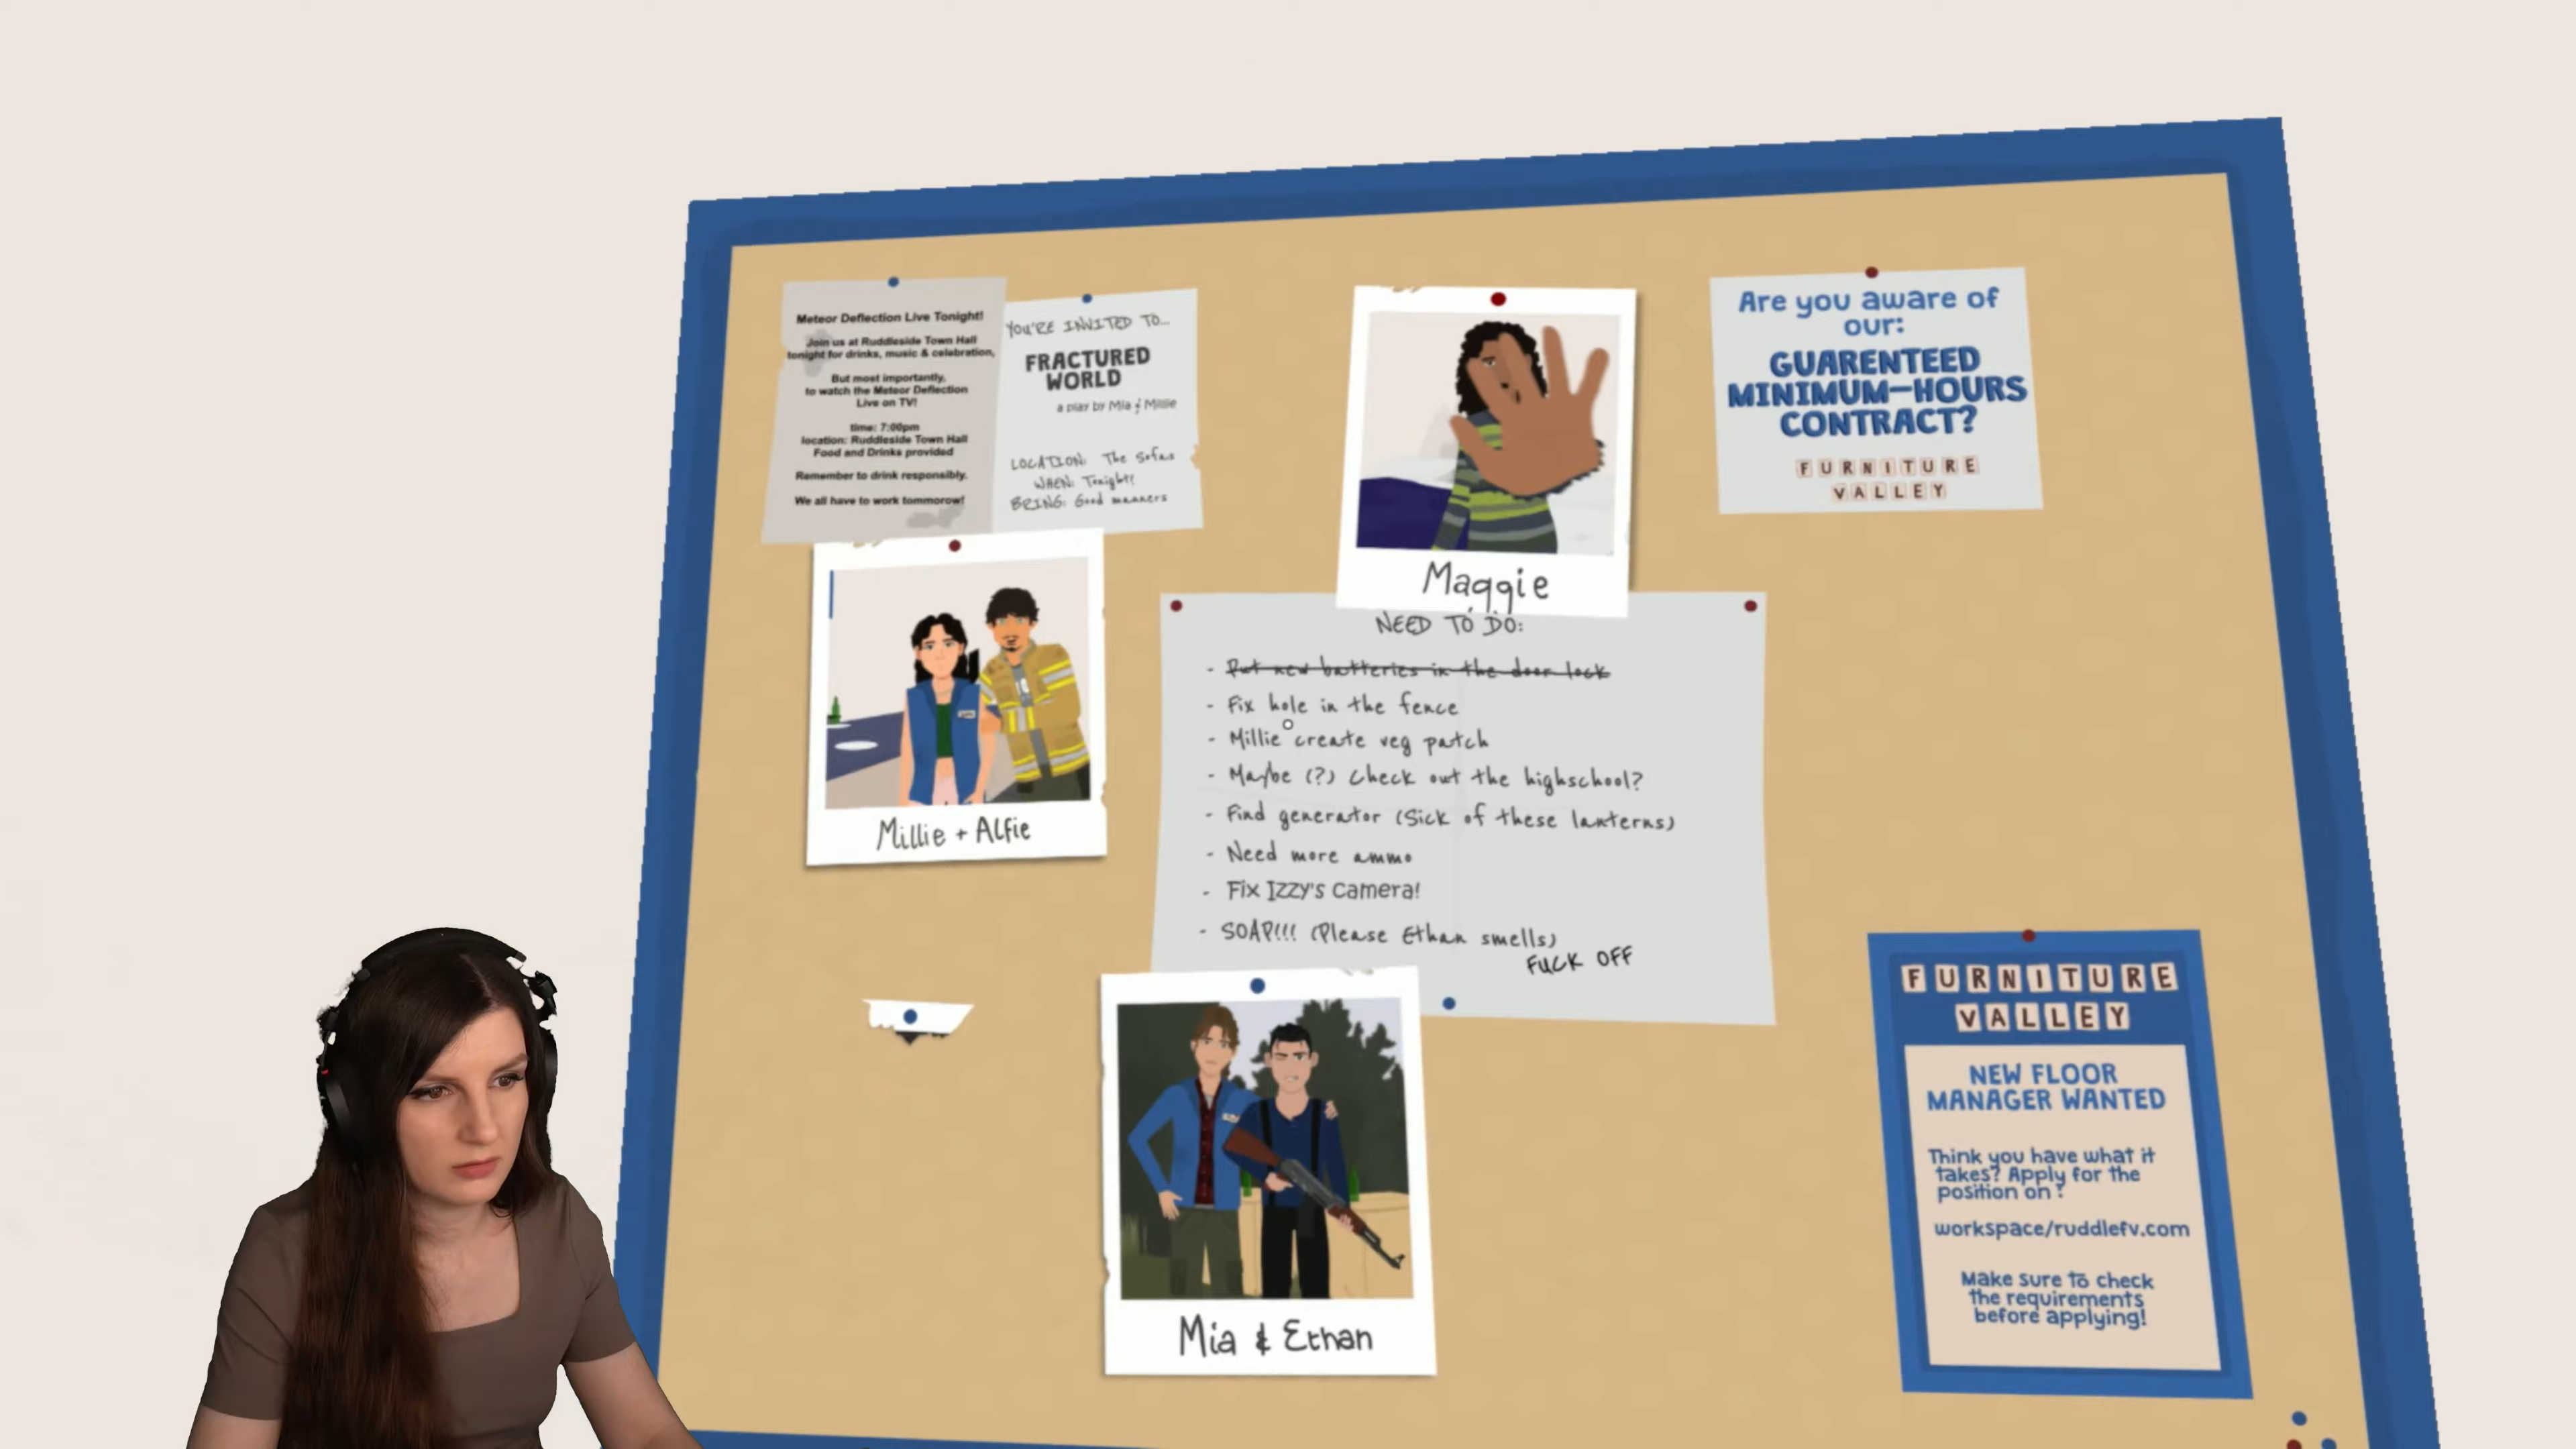 Meteor Deflection Live Tonight!
Join us at Ruddleside Town Hall
tonight for drinks, music & celebration,
But most importantly,
to watch the Meteor Deflection
Live on TV!
time: 7:00pm
location: Ruddleside Town Hall
Food and Drinks provided
Remember to drink responsibly.
We all have to work tommorow!
YOU'RE INVITED TO...
FRACTURED
WORLD
a play by Mia & Millie
LOCATION: The Sofas
WHEN: Tonight!
BRING: Good manners
Maggie
Are you aware of
our:
GUARENTEED
MINIMUM-HOURS
CONTRACT?
FURNITURE
VALLEY
Millie + Alfie
NEED TO DO:
- Put new batteries in the door lock
- Fix hole in the fence
- Millie create veg patch
- Maybe (?) check out the highschool?
- Find generator (Sick of these lanterns)
- Need more ammo
- Fix Izzy's camera!
- SOAP!!! (Please Ethan smells)
FUCK OFF
Mia & Ethan
FURNITURE
VALLEY
NEW FLOOR
MANAGER WANTED
Think you have what it
takes? Apply for the
position on :
workspace/ruddlefv.com
Make sure to check
the requirements
before applying!